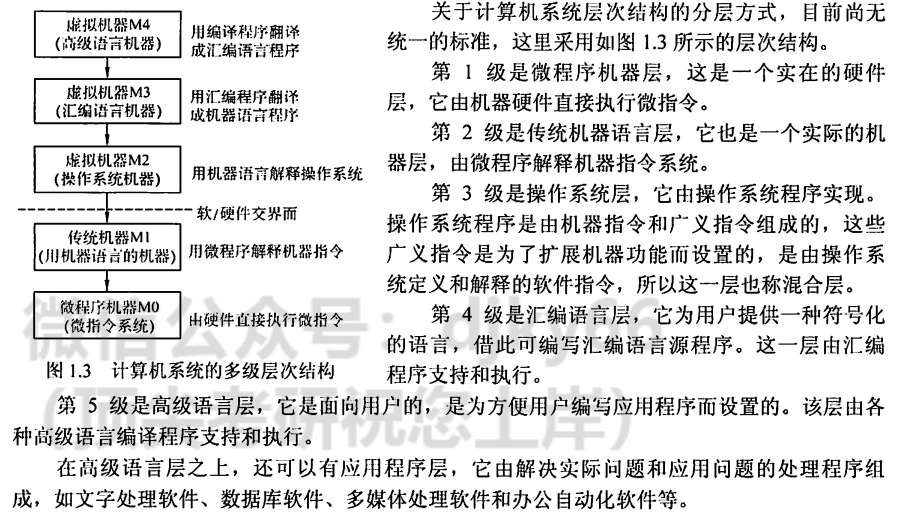 虚拟机器M4
(高级语言机器)
用编译程序翻译
成汇编语言程序
虚拟机器M3
(汇编语言机器)
用汇编程序翻译
成机器语言程序
虚拟机器M2
(操作系统机器)
用机器语言解释操作系统
软/硬件交界面
传统机器M1
(用机器语言的机器)
用微程序解释机器指令
微程序机器M0
(微指令系统)
由硬件直接执行微指令
图 1.3 计算机系统的多级层次结构
关于计算机系统层次结构的分层方式，目前尚无
统一的标准，这里采用如图 1.3 所示的层次结构。
第 1 级是微程序机器层，这是一个实在的硬件
层，它由机器硬件直接执行微指令。
第 2 级是传统机器语言层，它也是一个实际的机
器层，由微程序解释机器指令系统。
第 3 级是操作系统层，它由操作系统程序实现。
操作系统程序是由机器指令和广义指令组成的，这些
广义指令是为了扩展机器功能而设置的，是由操作系
统定义和解释的软件指令，所以这一层也称混合层。
第 4 级是汇编语言层，它为用户提供一种符号化
的语言，借此可编写汇编语言源程序。这一层由汇编
程序支持和执行。
第 5 级是高级语言层，它是面向用户的，是为方便用户编写应用程序而设置的。该层由各
种高级语言编译程序支持和执行。
在高级语言层之上，还可以有应用程序层，它由解决实际问题和应用问题的处理程序组
成，如文字处理软件、数据库软件、多媒体处理软件和办公自动化软件等。